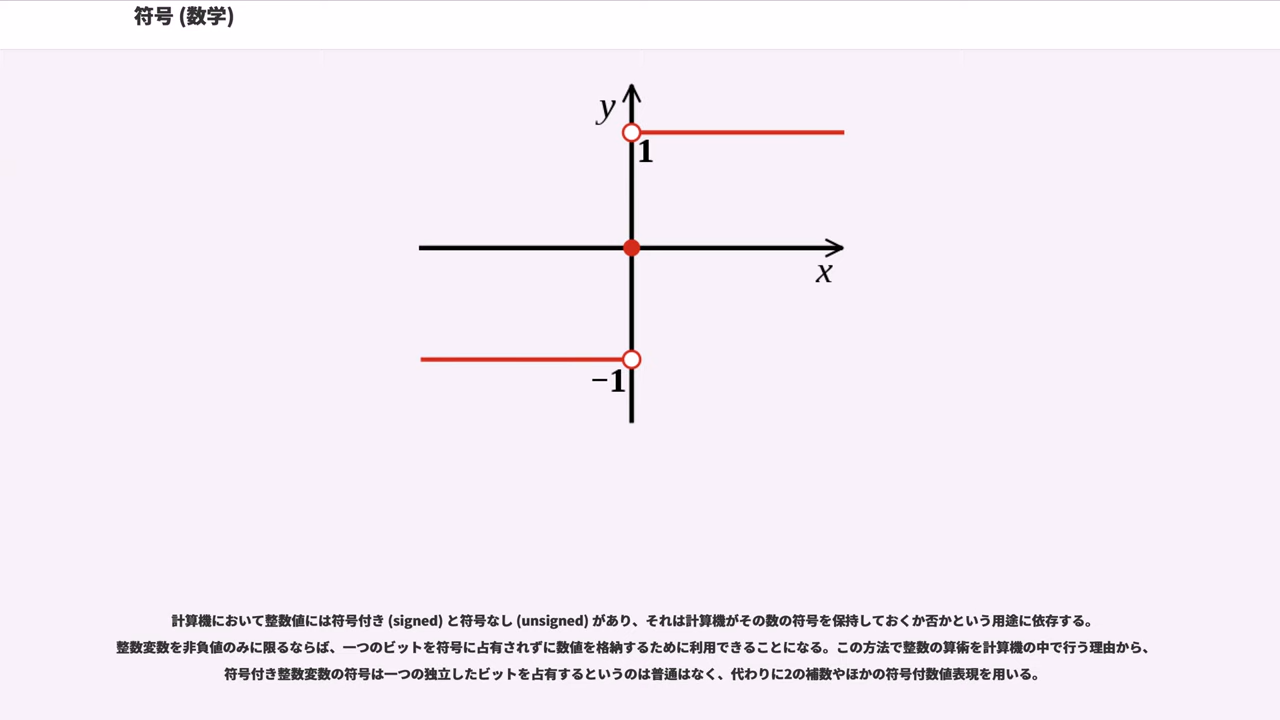 符号 (数学)
y
1
x
−1
計算機において整数値には符号付き (signed) と符号なし (unsigned) があり、それは計算機がその数の符号を保持しておくか否かという用途に依存する。
整数変数を非負値のみに限るならば、一つのビットを符号に占有されずに数値を格納するために利用できることになる。この方法で整数の算術を計算機の中で行う理由から、
符号付き整数変数の符号は一つの独立したビットを占有するというのは普通はなく、代わりに2の補数やほかの符号付数値表現を用いる。